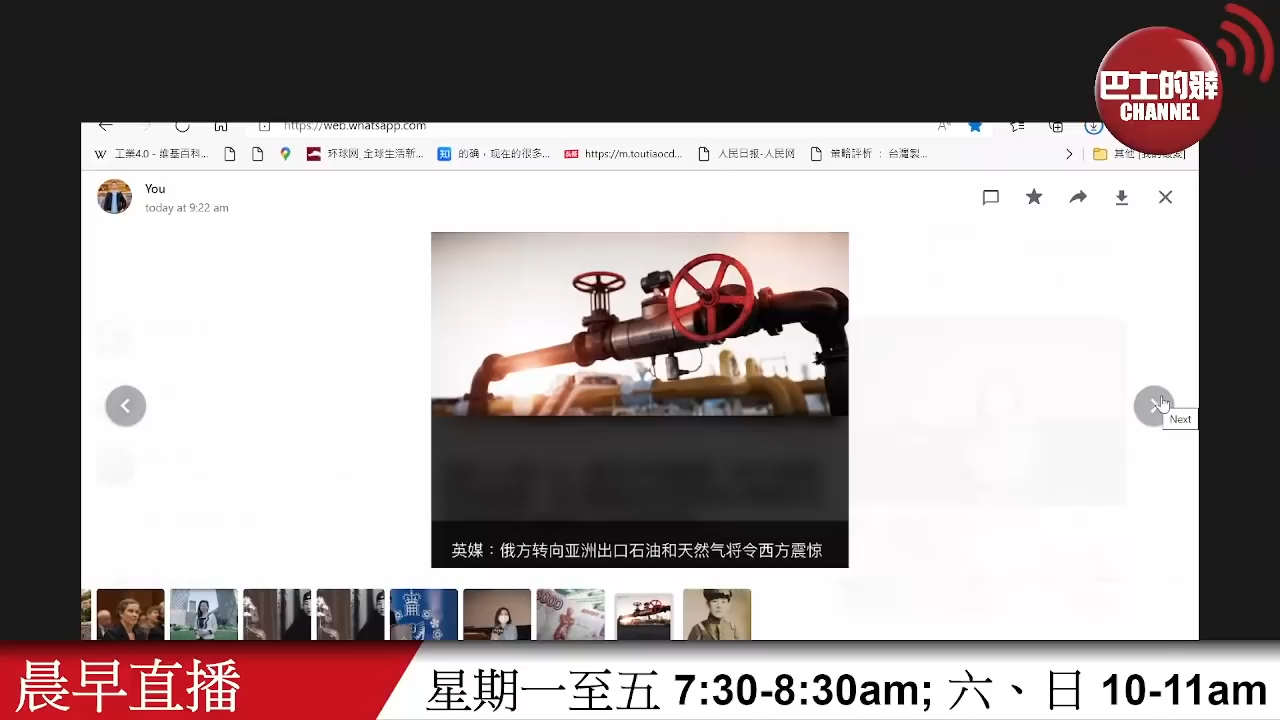 巴士的報
CHANNEL
https://web.whatsapp.com
W 工業4.0 - 维基百科... 环球网_全球生活新... 知 的确，现在的很多... https://m.toutiaocd... 人民日报-人民网 策略評析 : 台灣製...
You
today at 9:22 am
Next
英媒：俄方转向亚洲出口石油和天然气将令西方震惊
晨早直播
星期一至五 7:30-8:30am; 六、日 10-11am